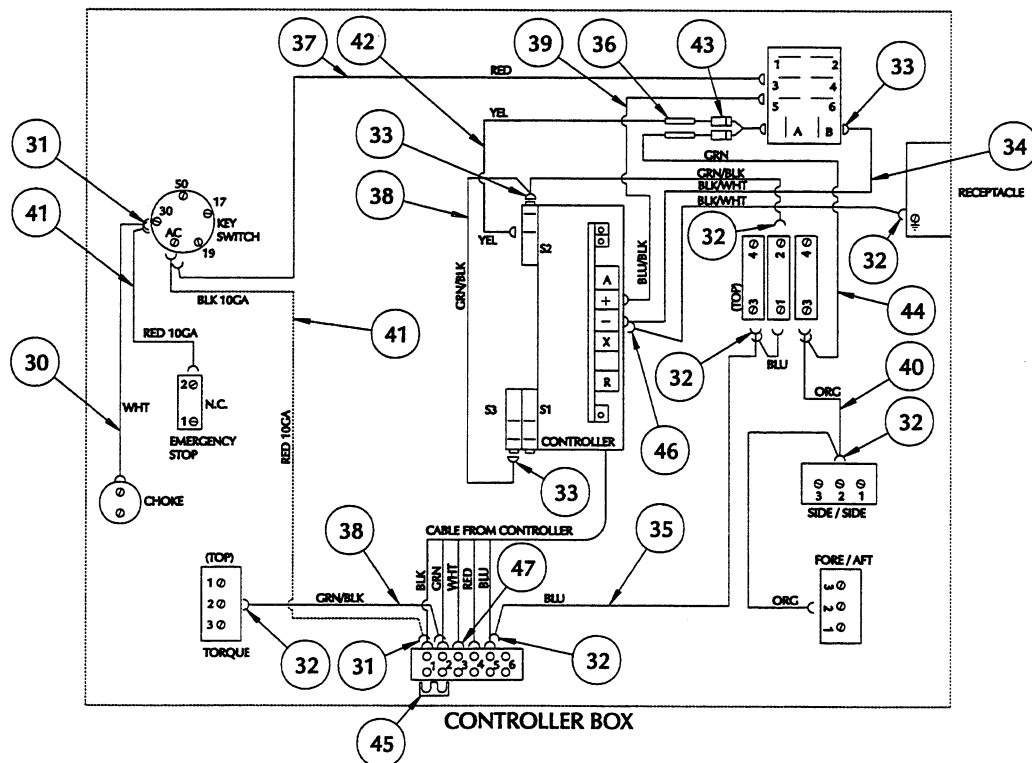 37
42
39
36
43
33
RED
1 2
3 4
5 6
A B
YEL
GRN
GRN/BLK
BLK/WHT
BLK/WHT
34
RECEPTACLE
31
41
50
30
17
KEY
SWITCH
AC
19
33
38
YEL
S2
GRN/BLK
BLU/BLK
32
32
4 2 4
(TOP)
3 1 3
44
BLK 10GA
RED 10GA
41
RED 10GA
A
+
−
X
R
32
BLU
ORG
40
30
WHT
2
N.C.
1
EMERGENCY
STOP
S3 S1
CONTROLLER
46
32
3 2 1
SIDE / SIDE
CHOKE
33
CABLE FROM CONTROLLER
38
35
FORE / AFT
3
2
1
ORG
(TOP)
1
2
3
TORQUE
32
GRN/BLK
BLK
GRN
WHT
RED
BLU
47
BLU
31
1 2 3 4 5 6
32
45
CONTROLLER BOX